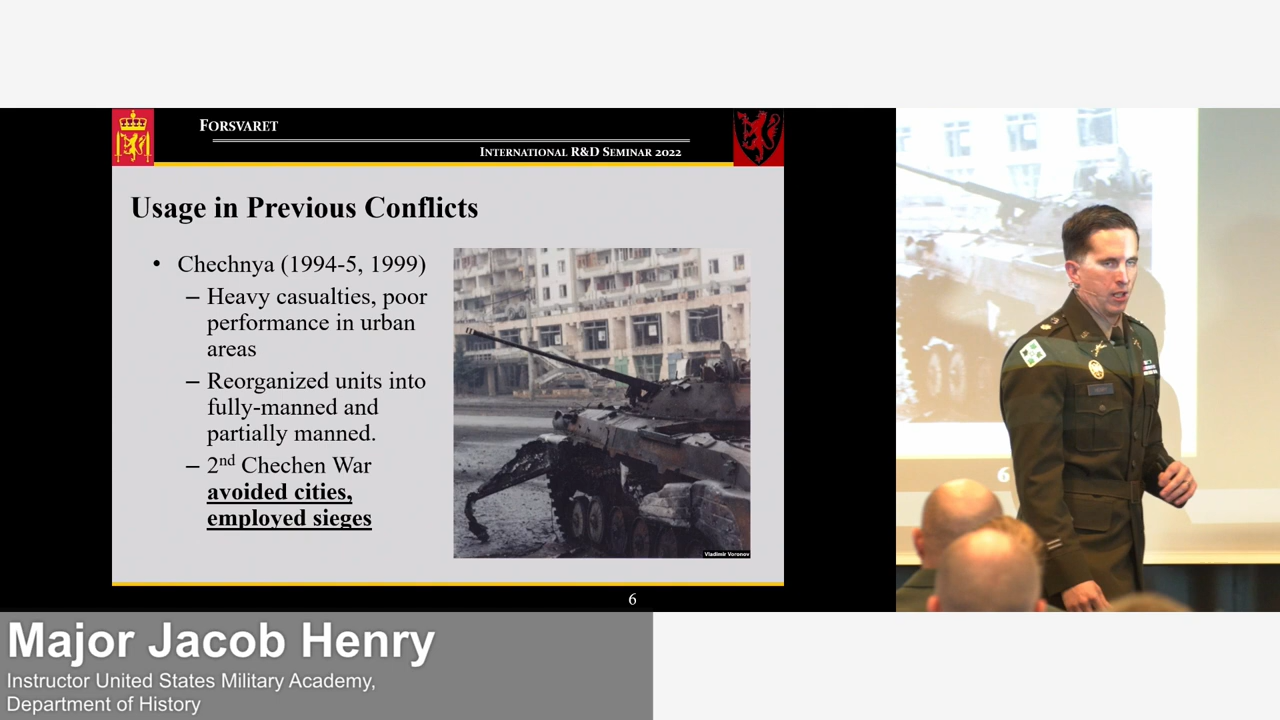 FORSVARET
INTERNATIONAL R&D SEMINAR 2022
Usage in Previous Conflicts
• Chechnya (1994-5, 1999)
– Heavy casualties, poor
performance in urban
areas
– Reorganized units into
fully-manned and
partially manned.
– 2nd Chechen War
avoided cities,
employed sieges
Vladimir Voronov
6
6
Major Jacob Henry
Instructor United States Military Academy,
Department of History